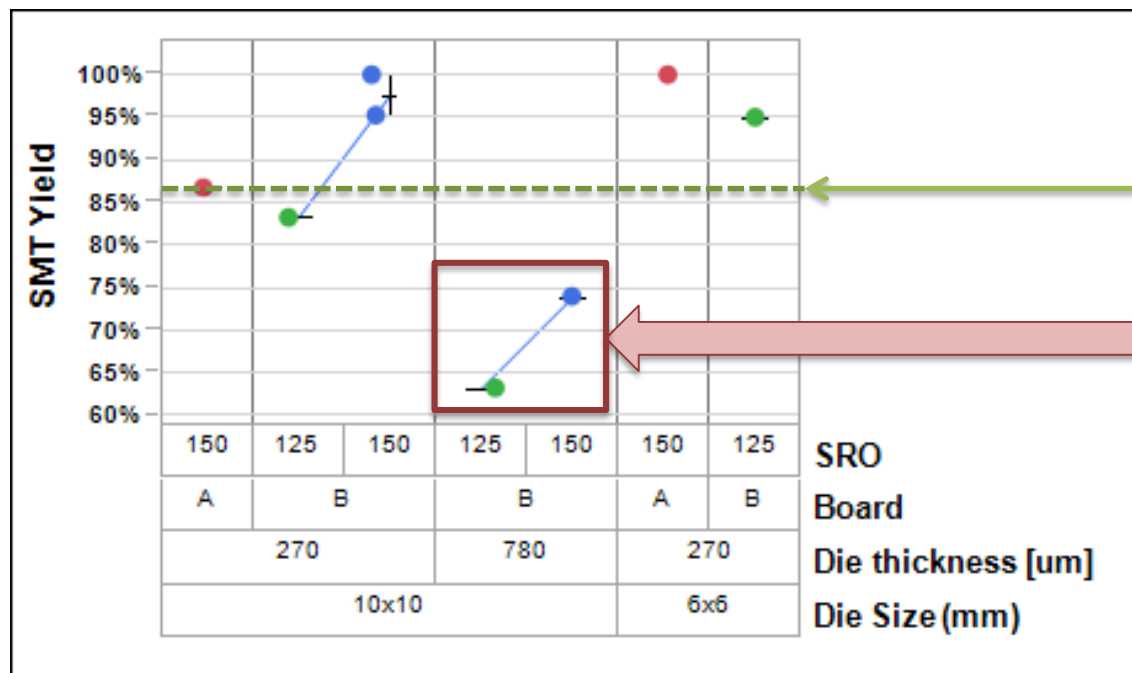 SMT Yield
100%
95%
90%
85%
80%
75%
70%
65%
60%
150 125 150 125 150 150 125 SRO
A B B A B Board
270 780 270 Die thickness [um]
10x10 6x6 Die Size (mm)